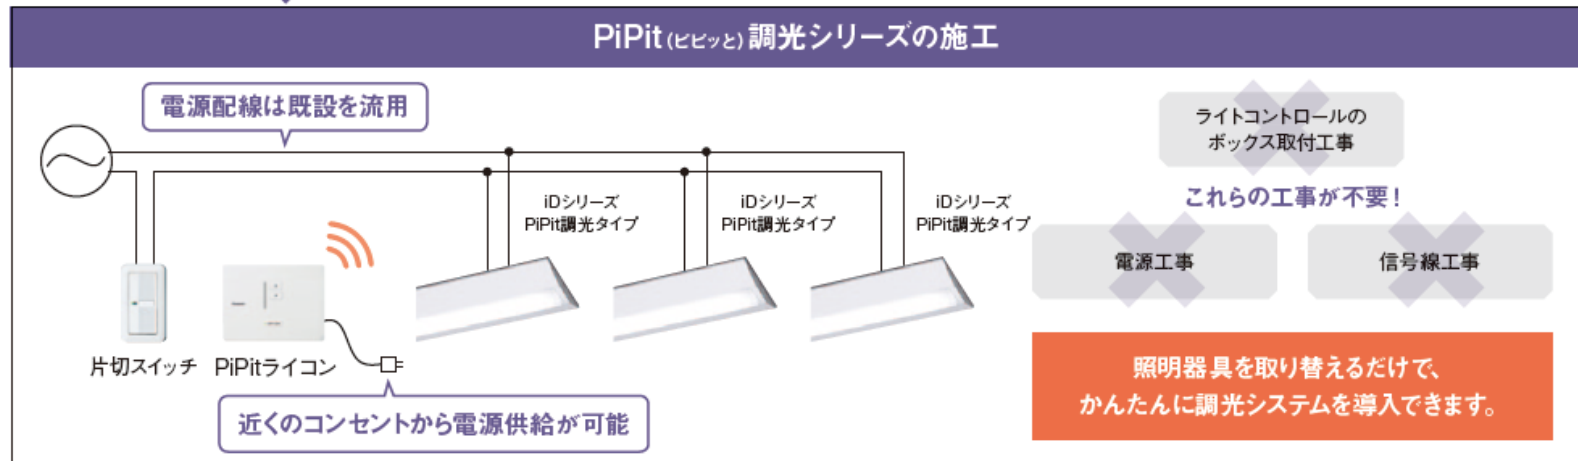 PiPit（ピピッと）調光シリーズの施工
電源配線は既設を流用
iDシリーズ
PiPit調光タイプ
iDシリーズ
PiPit調光タイプ
iDシリーズ
PiPit調光タイプ
片切スイッチ
PiPitライコン
近くのコンセントから電源供給が可能
ライトコントロールの
ボックス取付工事
これらの工事が不要！
電源工事
信号線工事
照明器具を取り替えるだけで、
かんたんに調光システムを導入できます。